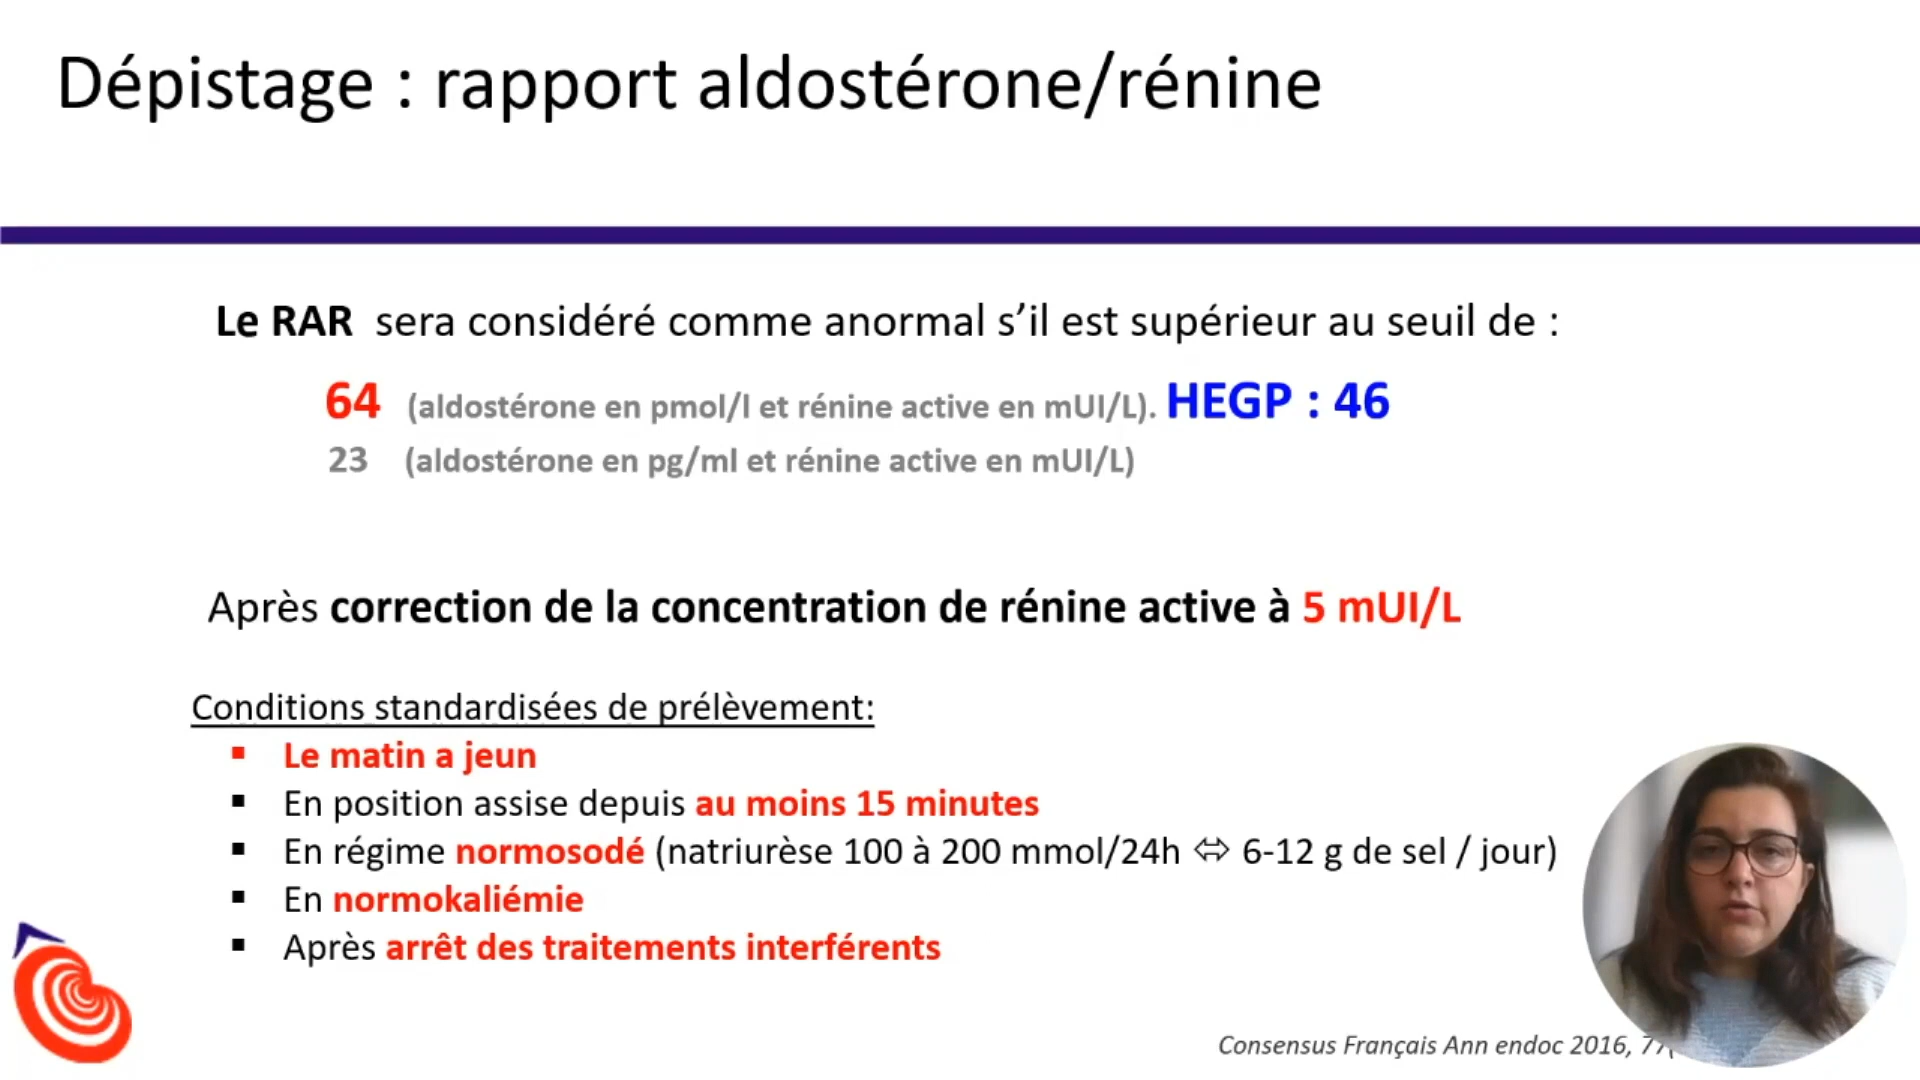 Dépistage : rapport aldostérone/rénine
Le RAR sera considéré comme anormal s’il est supérieur au seuil de :
64 (aldostérone en pmol/l et rénine active en mUI/L). HEGP : 46
23 (aldostérone en pg/ml et rénine active en mUI/L)
Après correction de la concentration de rénine active à 5 mUI/L
Conditions standardisées de prélèvement:
▪ Le matin a jeun
▪ En position assise depuis au moins 15 minutes
▪ En régime normosodé (natriurèse 100 à 200 mmol/24h ⇔ 6-12 g de sel / jour)
▪ En normokaliémie
▪ Après arrêt des traitements interférents
Consensus Français Ann endoc 2016,